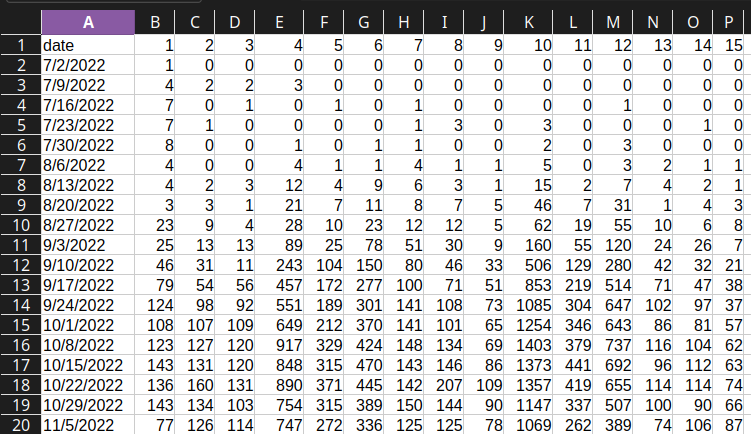 A B C D E F G H I J K L M N O P
1 date 1 2 3 4 5 6 7 8 9 10 11 12 13 14 15
2 7/2/2022 1 0 0 0 0 0 0 0 0 0 0 0 0 0 0
3 7/9/2022 4 2 2 3 0 0 0 0 0 0 0 0 0 0 0
4 7/16/2022 7 0 1 0 1 1 0 0 0 0 0 1 0 0 0
5 7/23/2022 7 1 0 0 0 0 1 3 0 3 0 0 0 1 0
6 7/30/2022 8 0 0 1 0 1 1 0 0 2 0 3 0 0 0
7 8/6/2022 4 0 0 4 1 1 4 1 1 5 0 3 2 1 1
8 8/13/2022 4 2 3 12 4 9 6 3 1 15 2 7 4 2 1
9 8/20/2022 3 3 1 21 7 11 8 7 5 46 7 31 1 4 3
10 8/27/2022 23 9 4 28 10 23 12 12 5 62 19 55 10 6 8
11 9/3/2022 25 13 13 89 25 78 51 30 9 160 55 120 24 26 7
12 9/10/2022 46 31 11 243 104 150 80 46 33 506 129 280 42 32 21
13 9/17/2022 79 54 56 457 172 277 100 71 51 853 219 514 71 47 38
14 9/24/2022 124 98 92 551 189 301 141 108 73 1085 304 647 102 97 37
15 10/1/2022 108 107 109 649 212 370 141 101 65 1254 346 643 86 81 57
16 10/8/2022 123 127 120 917 329 424 148 134 69 1403 379 737 116 104 62
17 10/15/2022 143 131 120 848 315 470 143 146 86 1373 441 692 96 112 63
18 10/22/2022 136 160 131 890 371 445 142 207 109 1357 419 655 114 114 74
19 10/29/2022 143 134 103 754 315 389 150 144 90 1147 337 507 100 90 66
20 11/5/2022 77 126 114 747 272 336 125 125 78 1069 262 389 74 106 87